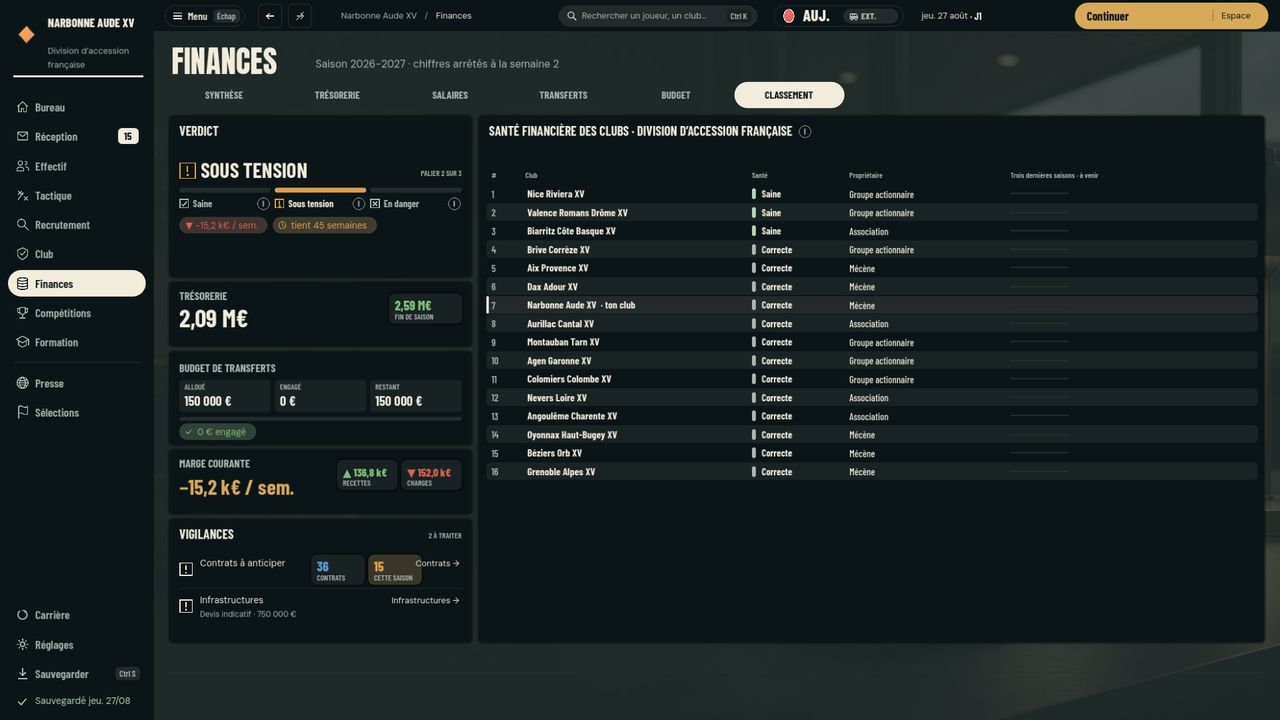 NARBONNE AUDE XV
Division d'accession
française
Menu
Échap
Narbonne Aude XV / Finances
Rechercher un joueur, un club...
Ctrl K
AUJ.
EXT.
jeu. 27 août · J1
Continuer
Espace
Bureau
Réception
15
Effectif
Tactique
Recrutement
Club
Finances
Compétitions
Formation
Presse
Sélections
Carrière
Réglages
Sauvegarder
Ctrl S
Sauvegardé jeu. 27/08
FINANCES
Saison 2026-2027 · chiffres arrêtés à la semaine 2
SYNTHÈSE
TRÉSORERIE
SALAIRES
TRANSFERTS
BUDGET
CLASSEMENT
VERDICT
SOUS TENSION
PALIER 2 SUR 3
Saine
Sous tension
En danger
▼ −15,2 k€ / sem.
tient 45 semaines
TRÉSORERIE
2,09 M€
2,59 M€
FIN DE SAISON
BUDGET DE TRANSFERTS
ALLOUÉ
150 000 €
ENGAGÉ
0 €
RESTANT
150 000 €
0 € engagé
MARGE COURANTE
−15,2 k€ / sem.
▲ 136,8 k€
RECETTES
▼ 152,0 k€
CHARGES
VIGILANCES
2 À TRAITER
Contrats à anticiper
36
CONTRATS
15
CETTE SAISON
Contrats →
Infrastructures
Devis indicatif · 750 000 €
Infrastructures →
SANTÉ FINANCIÈRE DES CLUBS · DIVISION D'ACCESSION FRANÇAISE
# Club Santé Propriétaire Trois dernières saisons · à venir
1 Nice Riviera XV Saine Groupe actionnaire
2 Valence Romans Drôme XV Saine Groupe actionnaire
3 Biarritz Côte Basque XV Saine Association
4 Brive Corrèze XV Correcte Groupe actionnaire
5 Aix Provence XV Correcte Mécène
6 Dax Adour XV Correcte Mécène
7 Narbonne Aude XV · ton club Correcte Mécène
8 Aurillac Cantal XV Correcte Association
9 Montauban Tarn XV Correcte Groupe actionnaire
10 Agen Garonne XV Correcte Groupe actionnaire
11 Colomiers Colombe XV Correcte Groupe actionnaire
12 Nevers Loire XV Correcte Association
13 Angoulême Charente XV Correcte Association
14 Oyonnax Haut-Bugey XV Correcte Mécène
15 Béziers Orb XV Correcte Mécène
16 Grenoble Alpes XV Correcte Mécène